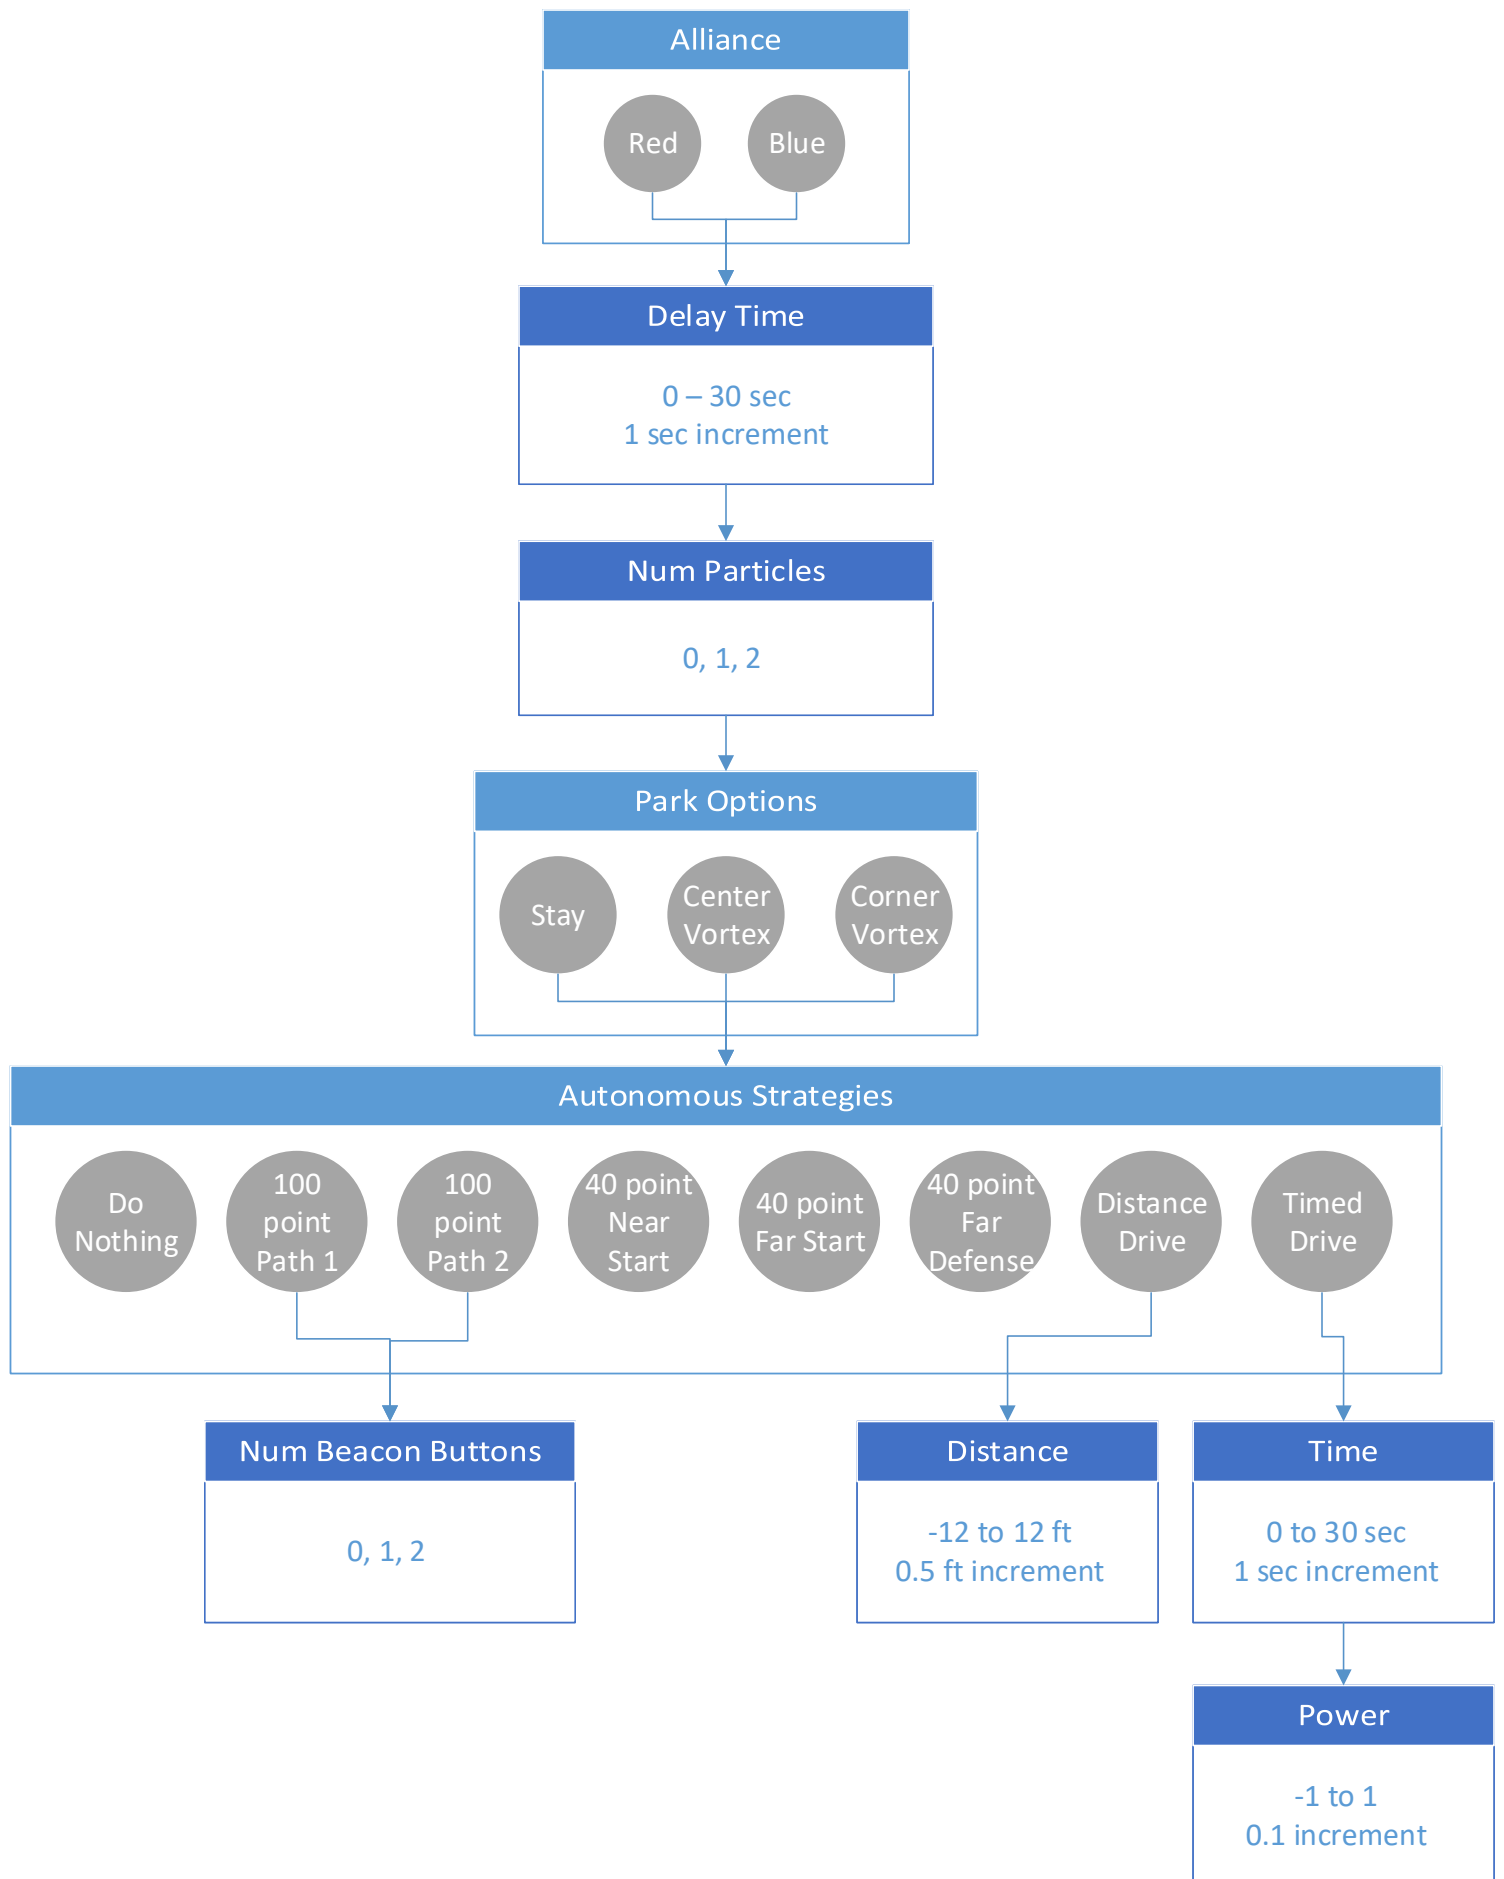 Alliance
Red
Blue
Delay Time
0 – 30 sec
1 sec increment
Num Particles
0, 1, 2
Park Options
Stay
Center
Vortex
Corner
Vortex
Autonomous Strategies
Do
Nothing
100
point
Path 1
100
point
Path 2
40 point
Near
Start
40 point
Far Start
40 point
Far
Defense
Distance
Drive
Timed
Drive
Num Beacon Buttons
0, 1, 2
Distance
-12 to 12 ft
0.5 ft increment
Time
0 to 30 sec
1 sec increment
Power
-1 to 1
0.1 increment